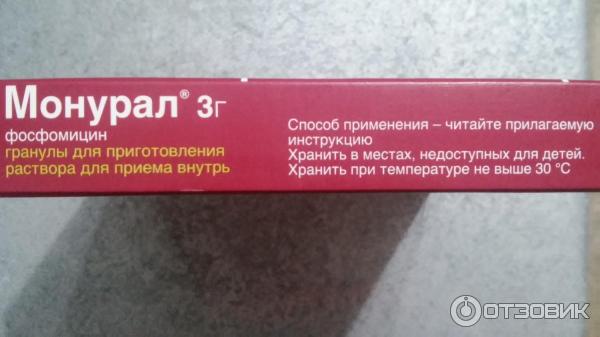 Монурал® 3г
фосфомицин
гранулы для приготовления
раствора для приема внутрь
Способ применения – читайте прилагаемую
инструкцию
Хранить в местах, недоступных для детей.
Хранить при температуре не выше 30 °C
ОТЗОВИК